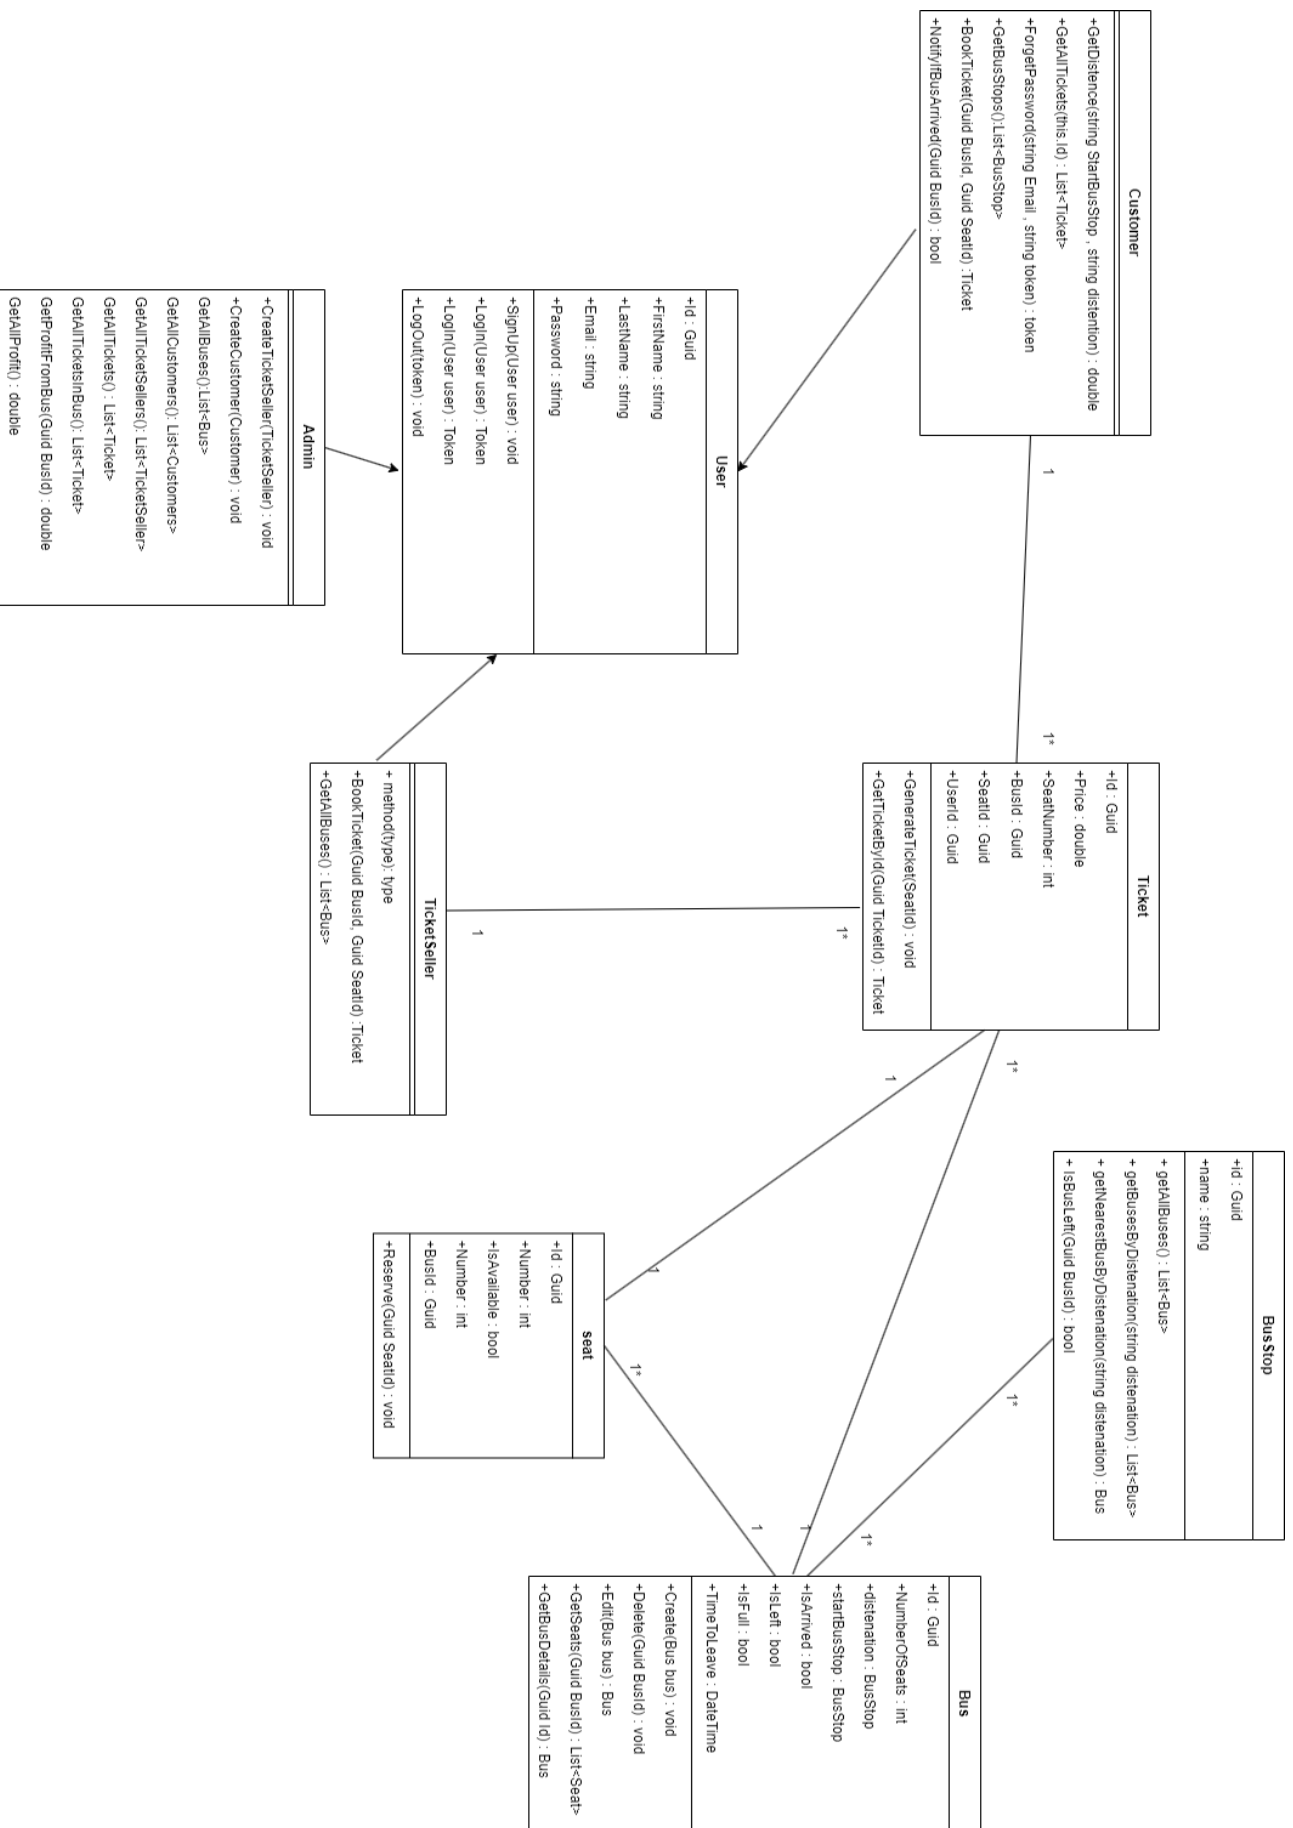 Customer
+GetDistence(string StartBusStop , string distention) : double
+GetAllTickets(this.Id) : List<Ticket>
+ForgetPassword(string Email , string token) : token
+GetBusStops():List<BusStop>
+BookTicket(Guid BusId, Guid SeatId) :Ticket
+NotifyIfBusArrived(Guid BusId) : bool
1
1*
User
+Id : Guid
+FirstName : string
+LastName : string
+Email : string
+Password : string
+SignUp(User user) : void
+LogIn(User user) : Token
+LogIn(User user) : Token
+LogOut(token) : void
Admin
+CreateTicketSeller(TicketSeller) : void
+CreateCustomer(Customer) : void
GetAllBuses():List<Bus>
GetAllCustomers(): List<Customers>
GetAllTicketSellers(): List<TicketSeller>
GetAllTickets() : List<Ticket>
GetAllTicketsInBus(): List<Ticket>
GetProfitFromBus(Guid BusId) : double
GetAllProfit() : double
Ticket
+Id : Guid
+Price : double
+SeatNumber : int
+BusId : Guid
+SeatId : Guid
+UserId : Guid
+GenerateTicket(SeatId) : void
+GetTicketById(Guid TicketId) : Ticket
1*
1
TicketSeller
+ method(type): type
+BookTicket(Guid BusId, Guid SeatId) :Ticket
+GetAllBuses() : List<Bus>
1*
1
BusStop
+id : Guid
+name : string
+ getAllBuses() : List<Bus>
+ getBusesByDistenation(string distenation) : List<Bus>
+ getNearestBusByDistenation(string distenation) : Bus
+ IsBusLeft(Guid BusId) : bool
1*
1*
1
1
seat
+Id : Guid
+Number : int
+IsAvailable : bool
+Number : int
+BusId : Guid
+Reserve(Guid SeatId) : void
1*
1
Bus
+Id : Guid
+NumberOfSeats : int
+distenation : BusStop
+startBusStop : BusStop
+IsArrived : bool
+IsLeft : bool
+IsFull : bool
+TimeToLeave : DateTime
+Create(Bus bus) : void
+Delete(Guid BusId) : void
+Edit(Bus bus) : Bus
+GetSeats(Guid BusId) : List<Seat>
+GetBusDetails(Guid Id) : Bus